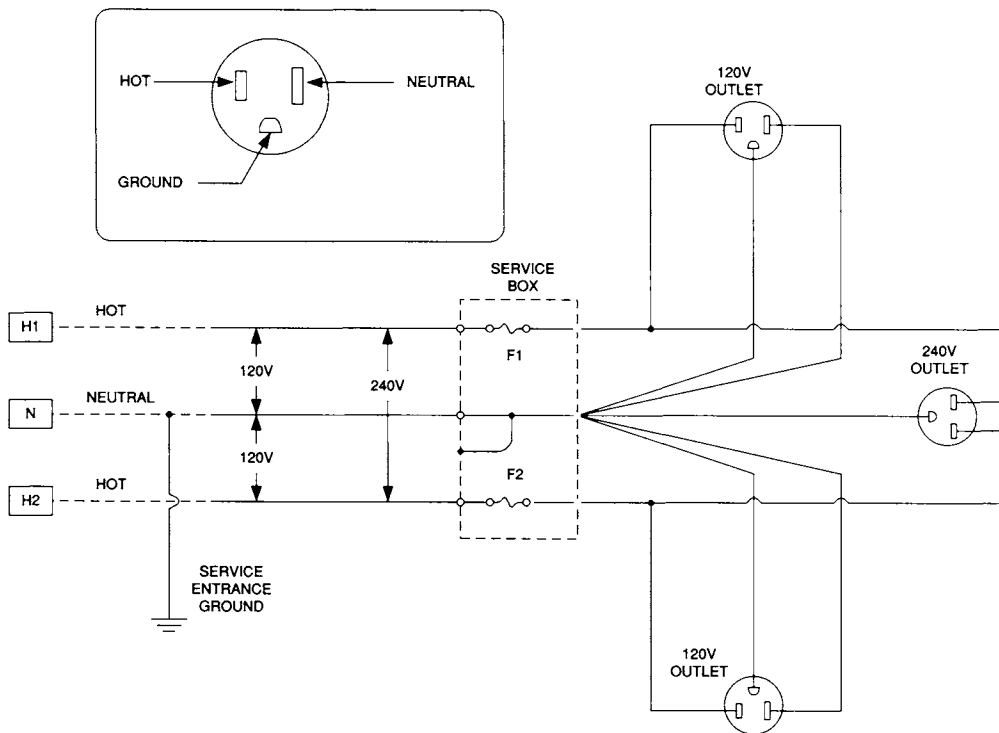 HOT
NEUTRAL
GROUND
120V
OUTLET
SERVICE
BOX
H1
HOT
F1
120V
240V
240V
OUTLET
N
NEUTRAL
120V
F2
H2
HOT
SERVICE
ENTRANCE
GROUND
120V
OUTLET